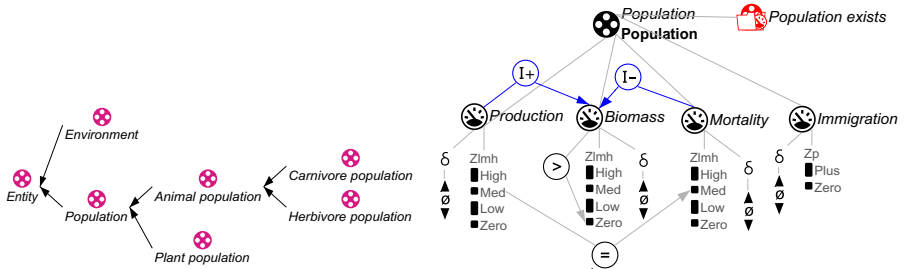 Environment
Entity
Population
Animal population
Carnivore population
Herbivore population
Plant population
Population
Population
Population exists
I+
I−
Production
Biomass
Mortality
Immigration
δ
Zlmh
High
Med
Low
Zero
ø
>
Zlmh
High
Med
Low
Zero
δ
ø
Zlmh
High
Med
Low
Zero
δ
ø
δ
ø
Zp
Plus
Zero
=